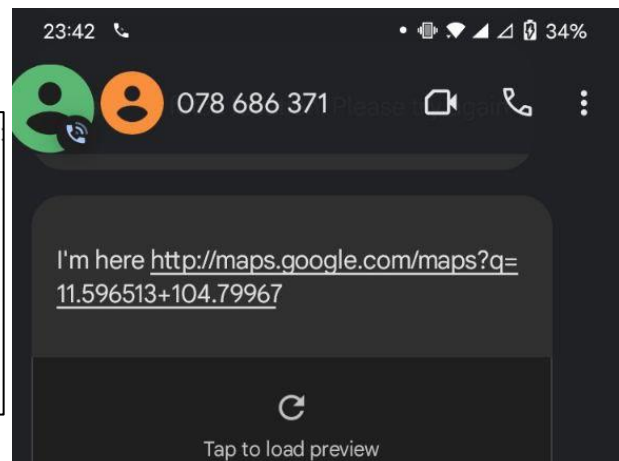 23:42 34%
078 686 371
I'm here http://maps.google.com/maps?q=
11.596513+104.79967
Tap to load preview